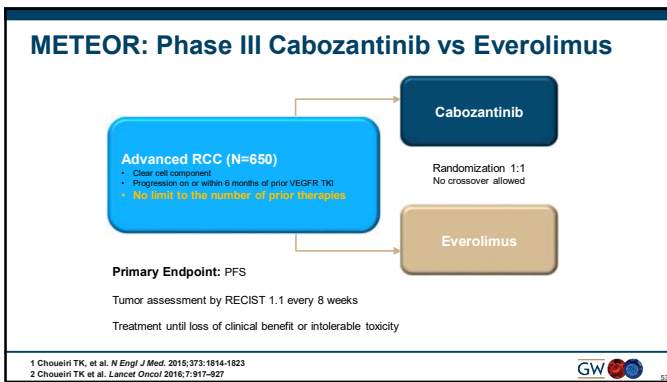 METEOR: Phase III Cabozantinib vs Everolimus
Cabozantinib
Advanced RCC (N=650)
• Clear cell component
• Progression on or within 6 months of prior VEGFR TKI
• No limit to the number of prior therapies
Randomization 1:1
No crossover allowed
Everolimus
Primary Endpoint: PFS
Tumor assessment by RECIST 1.1 every 8 weeks
Treatment until loss of clinical benefit or intolerable toxicity
1 Choueiri TK, et al. N Engl J Med. 2015;373:1814-1823
2 Choueiri TK et al. Lancet Oncol 2016;7:917–927
GW